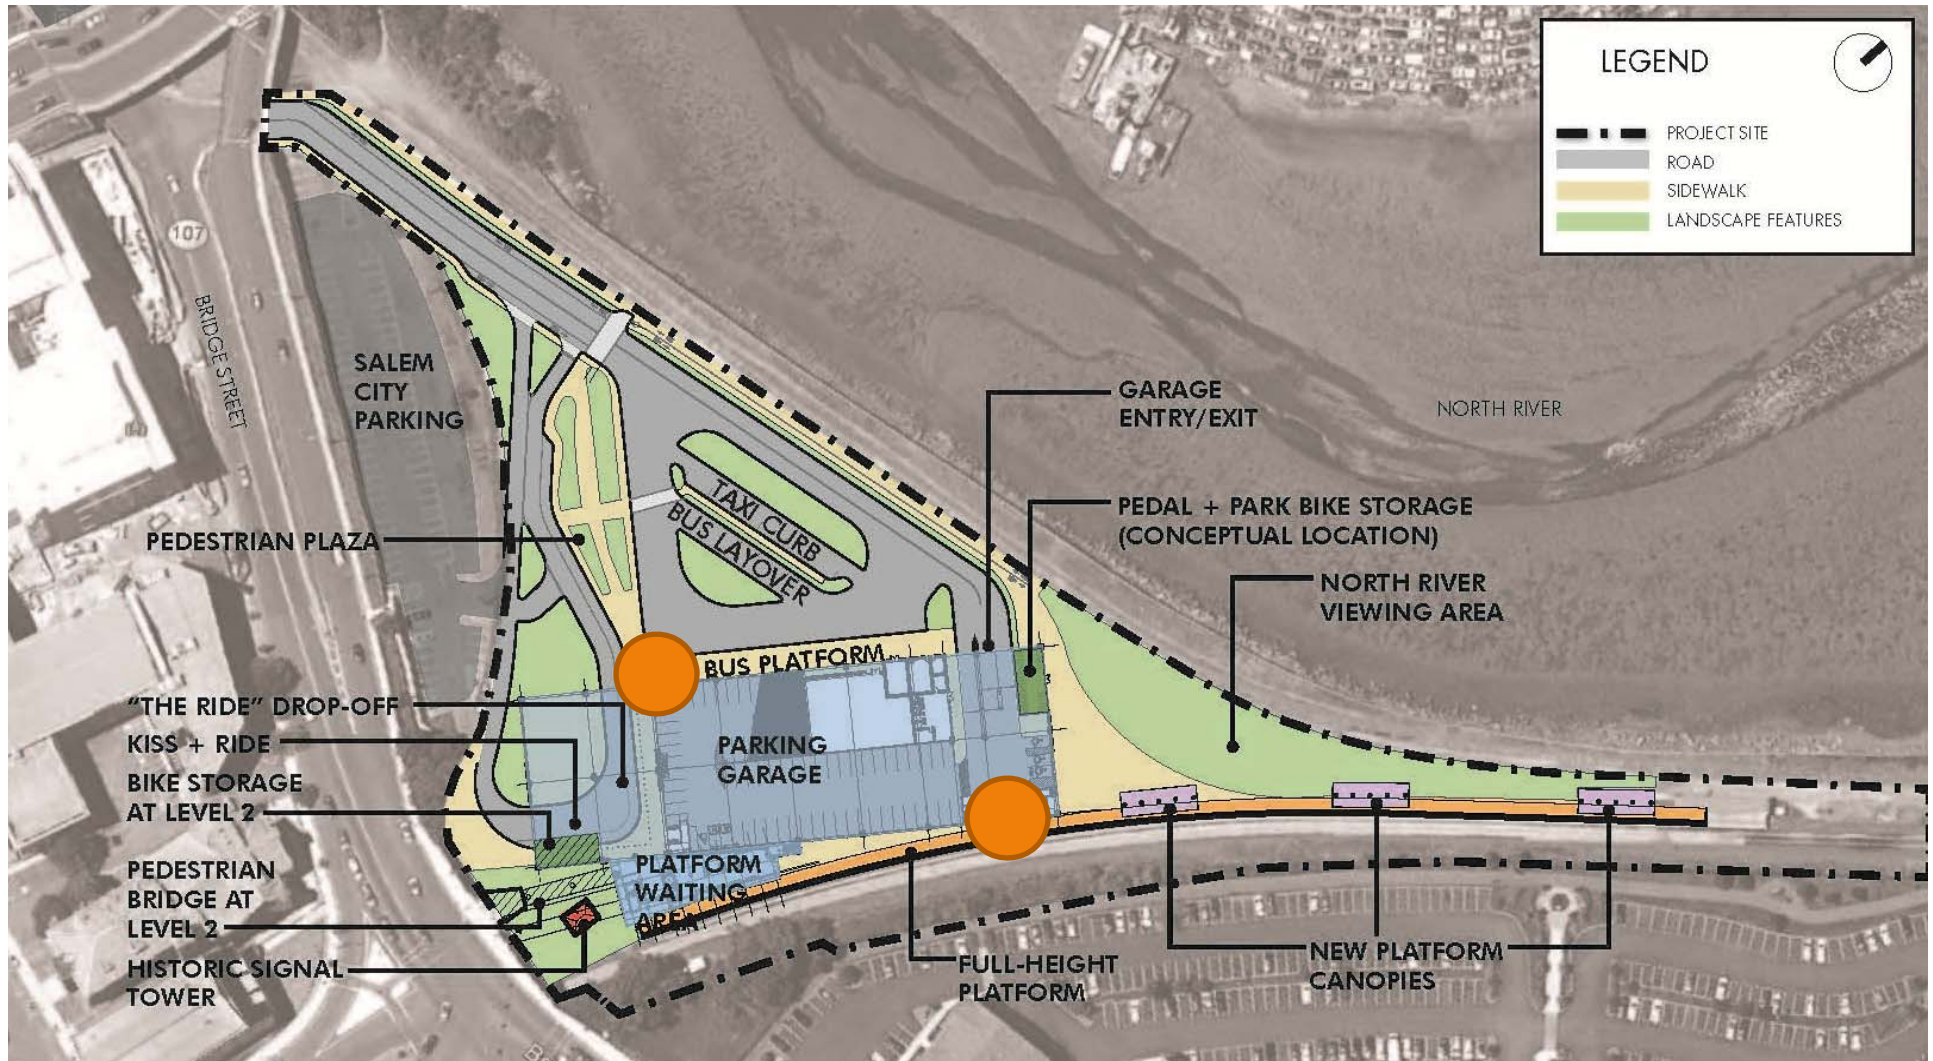 LEGEND
PROJECT SITE
ROAD
SIDEWALK
LANDSCAPE FEATURES
107
BRIDGE STREET
SALEM
CITY
PARKING
GARAGE
ENTRY/EXIT
NORTH RIVER
TAXI CURB
BUS LAYOVER
PEDAL + PARK BIKE STORAGE
(CONCEPTUAL LOCATION)
PEDESTRIAN PLAZA
NORTH RIVER
VIEWING AREA
BUS PLATFORM
"THE RIDE" DROP-OFF
KISS + RIDE
BIKE STORAGE
AT LEVEL 2
PARKING
GARAGE
PEDESTRIAN
BRIDGE AT
LEVEL 2
PLATFORM
WAITING
AREA
HISTORIC SIGNAL
TOWER
FULL-HEIGHT
PLATFORM
NEW PLATFORM
CANOPIES